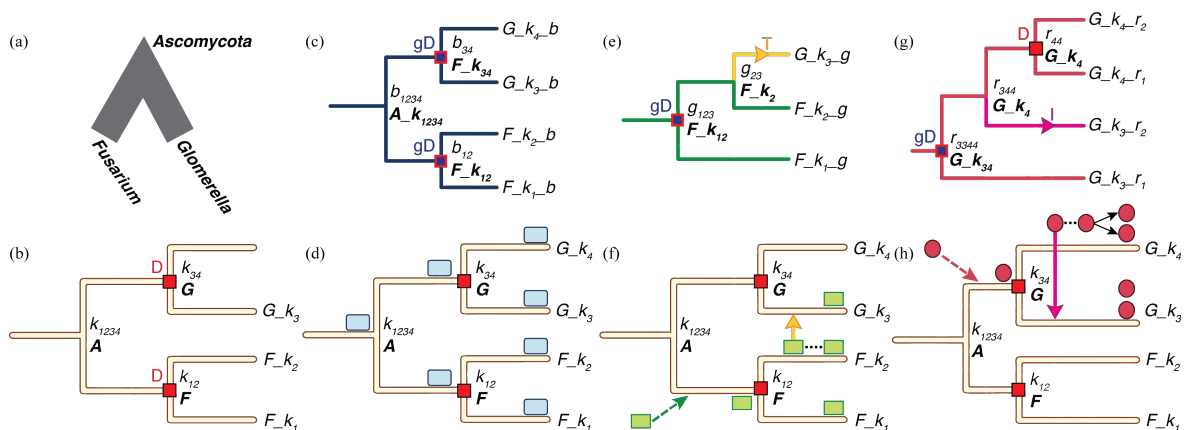 (a)
Ascomycota
Fusarium
Glomerella
(b)
D
k34
G
G_k3
k1234
A
D
k12
F
F_k2
F_k1
(c)
gD
b34
F_k34
G_k4_b
G_k3_b
b1234
A_k1234
gD
b12
F_k12
F_k2_b
F_k1_b
(d)
k34
G
G_k4
G_k3
k1234
A
k12
F
F_k2
F_k1
(e)
T
G_k3_g
g23
F_k2
gD
g123
F_k12
F_k2_g
F_k1_g
(f)
k34
G
G_k4
G_k3
k1234
A
k12
F
F_k2
F_k1
(g)
D
r44
G_k4
G_k4_r2
G_k4_r1
r344
G_k4
I
G_k3_r2
gD
r3344
G_k34
G_k3_r1
(h)
k34
G
G_k4
G_k3
k1234
A
k12
F
F_k2
F_k1